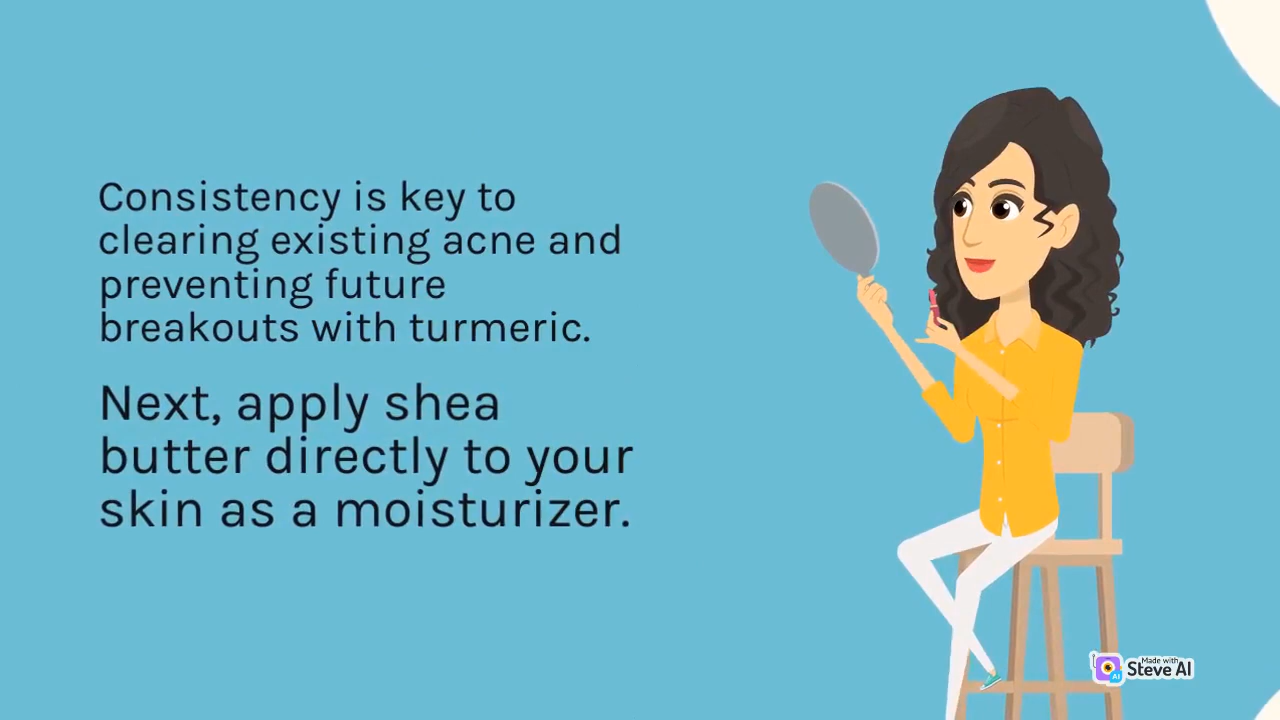 Consistency is key to
clearing existing acne and
preventing future
breakouts with turmeric.
Next, apply shea
butter directly to your
skin as a moisturizer.
Made with
Steve AI
AI